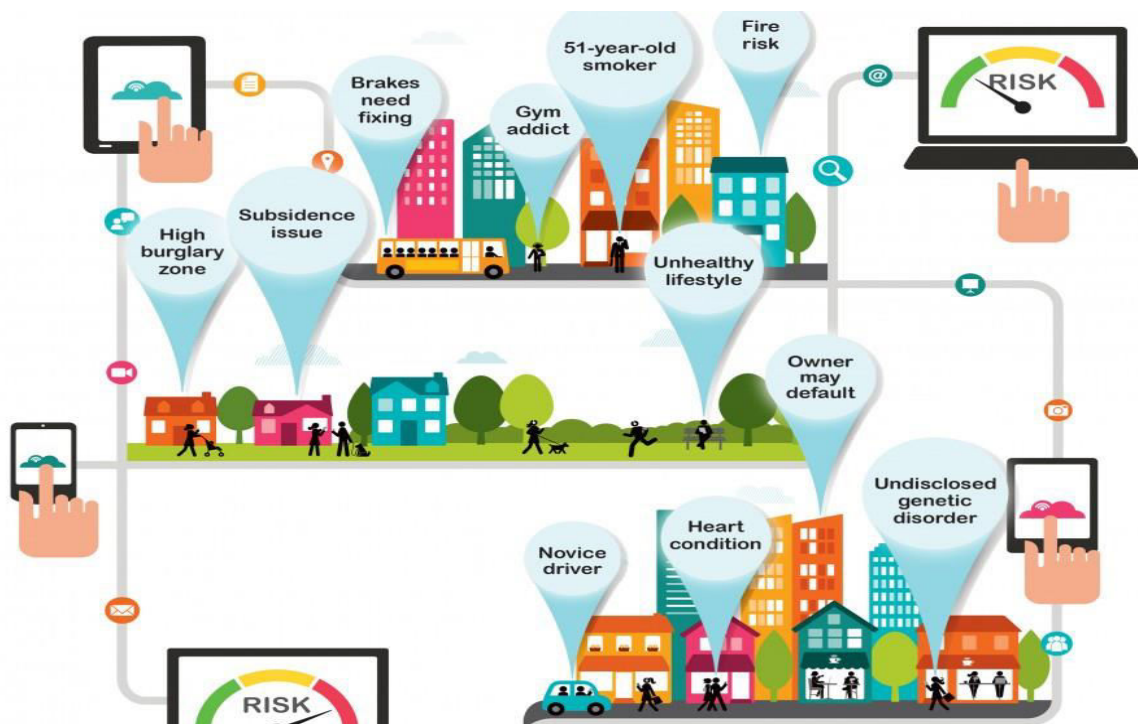 51-year-old
smoker
Fire
risk
Brakes
need
fixing
Gym
addict
RISK
@
High
burglary
zone
Subsidence
issue
Unhealthy
lifestyle
Owner
may
default
Undisclosed
genetic
disorder
Novice
driver
Heart
condition
RISK